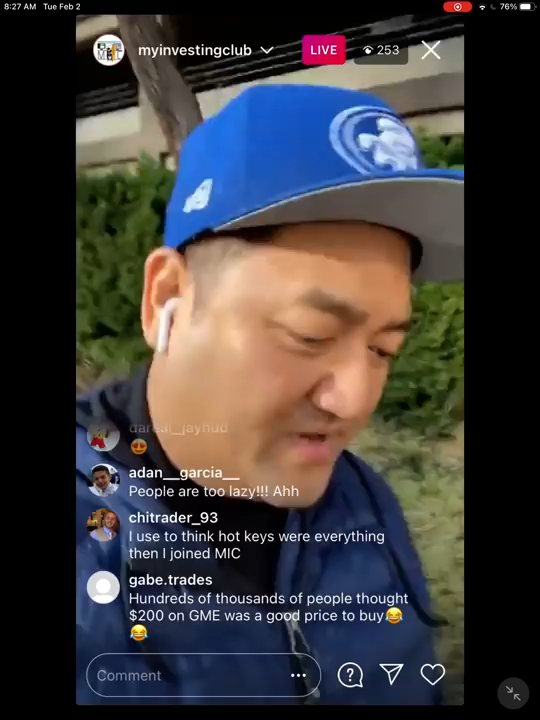 8:27 AM Tue Feb 2
76%
myinvestingclub
LIVE
253
dareal_jayhub
adan__garcia__
People are too lazy!!! Ahh
chitrader_93
I use to think hot keys were everything
then I joined MIC
gabe.trades
Hundreds of thousands of people thought
$200 on GME was a good price to buy😂
😂
Comment